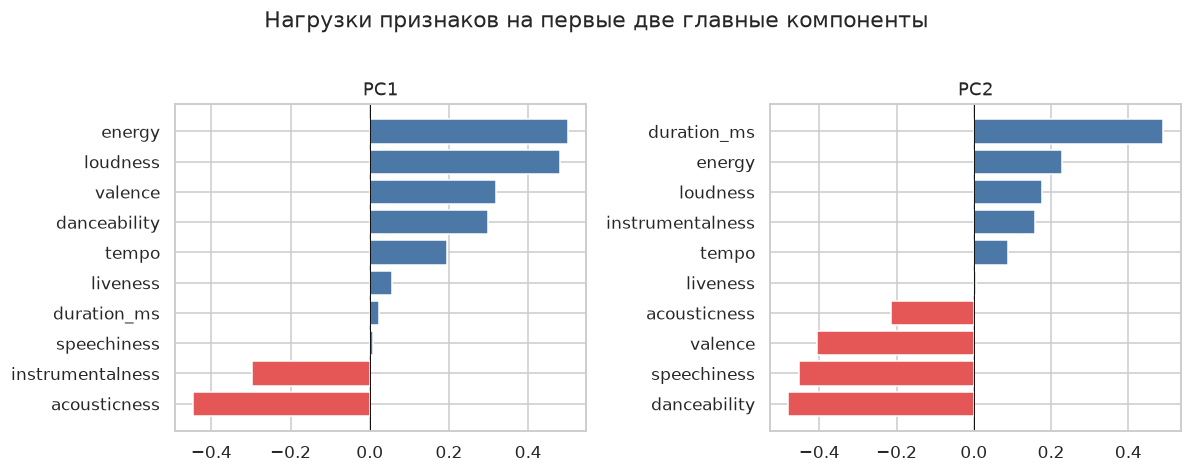 Нагрузки признаков на первые две главные компоненты
PC1
energy
loudness
valence
danceability
tempo
liveness
duration_ms
speechiness
instrumentalness
acousticness
−0.4 −0.2 0.0 0.2 0.4
PC2
duration_ms
energy
loudness
instrumentalness
tempo
liveness
acousticness
valence
speechiness
danceability
−0.4 −0.2 0.0 0.2 0.4